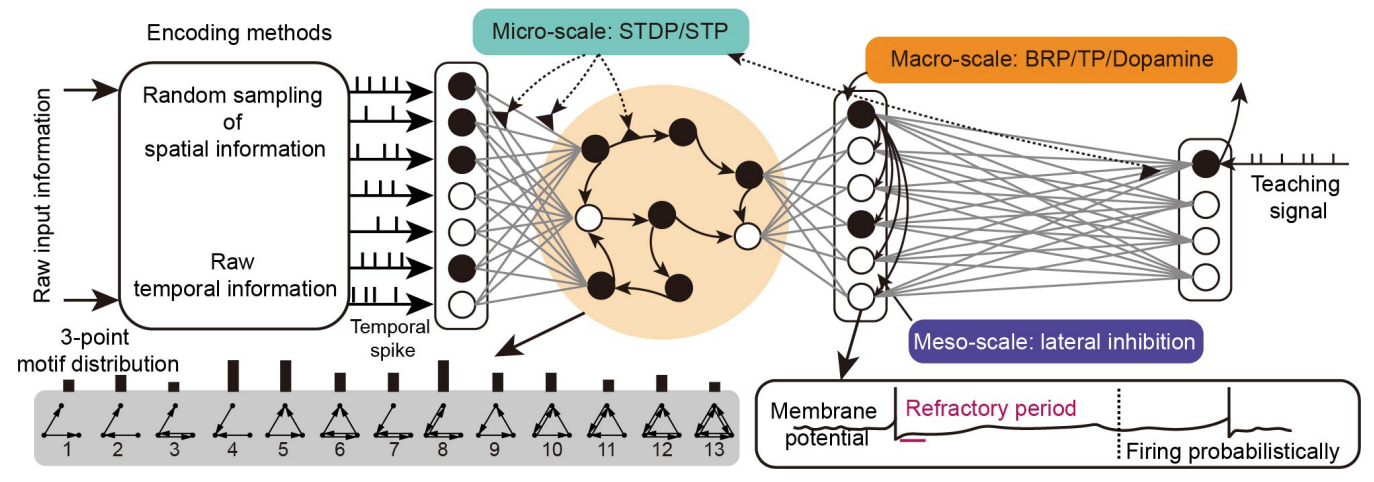 Encoding methods
Micro-scale: STDP/STP
Macro-scale: BRP/TP/Dopamine
Raw input information
Random sampling
of
spatial information
Raw
temporal information
Temporal
spike
Teaching
signal
Meso-scale: lateral inhibition
3-point
motif distribution
1 2 3 4 5 6 7 8 9 10 11 12 13
Membrane
potential
Refractory period
Firing probabilistically